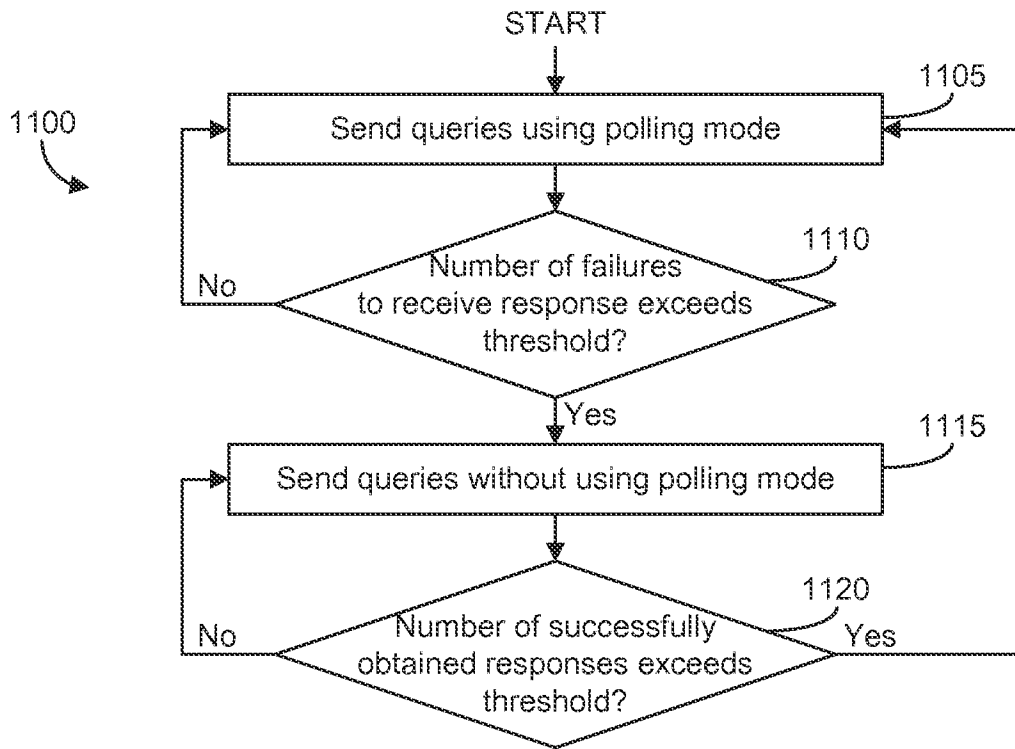 START
1105
1100
Send queries using polling mode
1110
Number of failures
to receive response exceeds
threshold?
No
Yes
1115
Send queries without using polling mode
1120
Number of successfully
obtained responses exceeds
threshold?
No
Yes